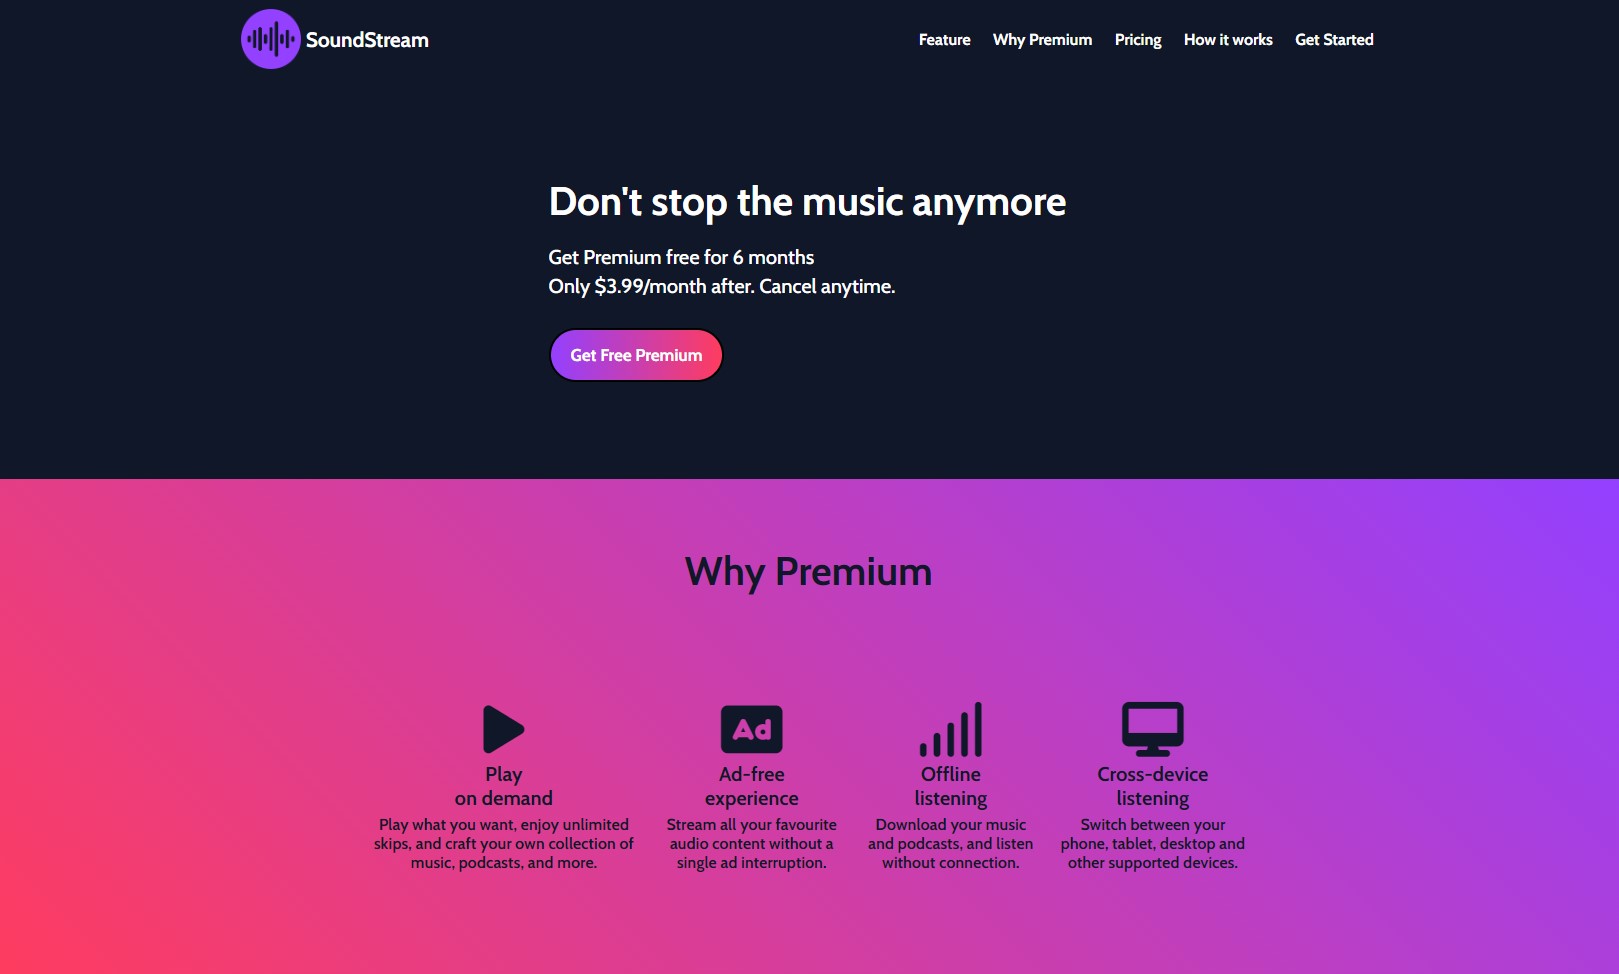 SoundStream
Feature
Why Premium
Pricing
How it works
Get Started
Don't stop the music anymore
Get Premium free for 6 months
Only $3.99/month after. Cancel anytime.
Get Free Premium
Why Premium
Play
on demand
Play what you want, enjoy unlimited
skips, and craft your own collection of
music, podcasts, and more.
Ad
Ad-free
experience
Stream all your favourite
audio content without a
single ad interruption.
Offline
listening
Download your music
and podcasts, and listen
without connection.
Cross-device
listening
Switch between your
phone, tablet, desktop and
other supported devices.